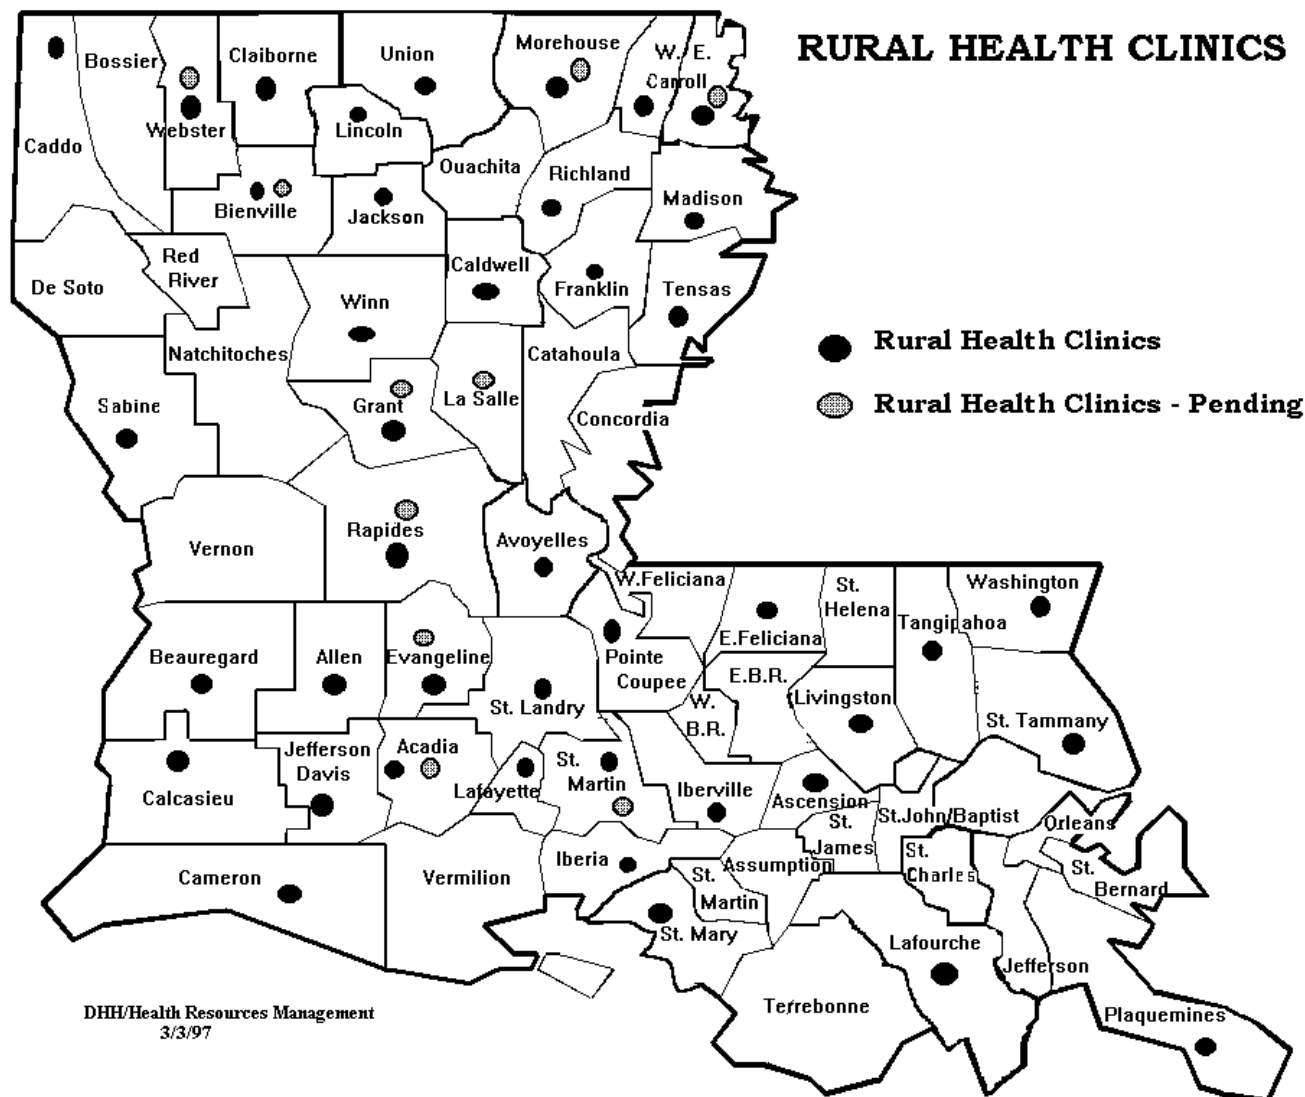 RURAL HEALTH CLINICS
Morehouse
W. E.
Carroll
Claiborne
Union
Bossier
Webster
Lincoln
Caddo
Ouachita
Richland
Madison
Bienville
Jackson
Red
River
Caldwell
De Soto
Winn
Franklin
Tensas
Natchitoches
Catahoula
Rural Health Clinics
Sabine
Grant
La Salle
Concordia
Rural Health Clinics - Pending
Rapides
Avoyelles
Vernon
W.Feliciana
St.
Helena
Washington
E.Feliciana
Tangipahoa
Beauregard
Allen
Evangeline
Pointe
Coupee
E.B.R.
W.
B.R.
Livingston
St. Landry
St. Tammany
Jefferson
Davis
Acadia
Lafayette
St.
Martin
Iberville
Ascension
Calcasieu
St.John/Baptist
Orleans
St.
James
St.
Charles
St.
Bernard
Iberia
Assumption
Cameron
Vermilion
St.
Martin
St. Mary
Lafourche
Jefferson
Terrebonne
Plaquemines
DHH/Health Resources Management
3/3/97